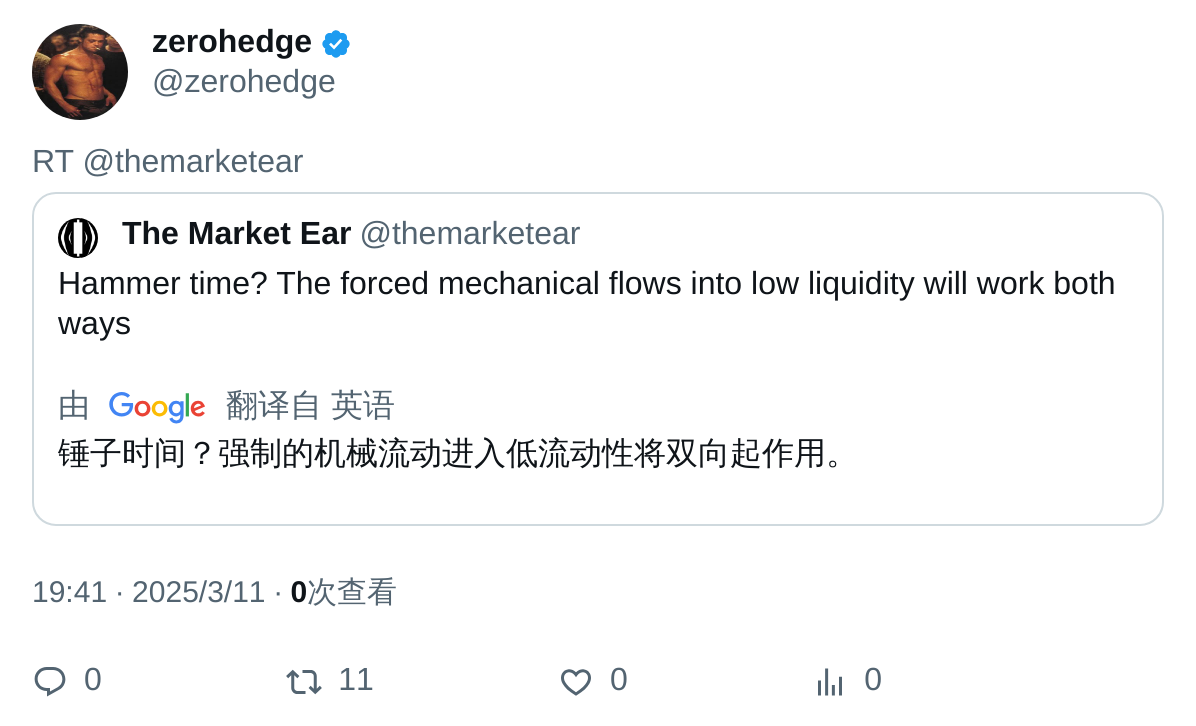 zerohedge
@zerohedge
RT @themarketear
The Market Ear @themarketear
Hammer time? The forced mechanical flows into low liquidity will work both
ways
由 Google 翻译自 英语
锤子时间？强制的机械流动进入低流动性将双向起作用。
19:41 · 2025/3/11 · 0次查看
0 11 0 0